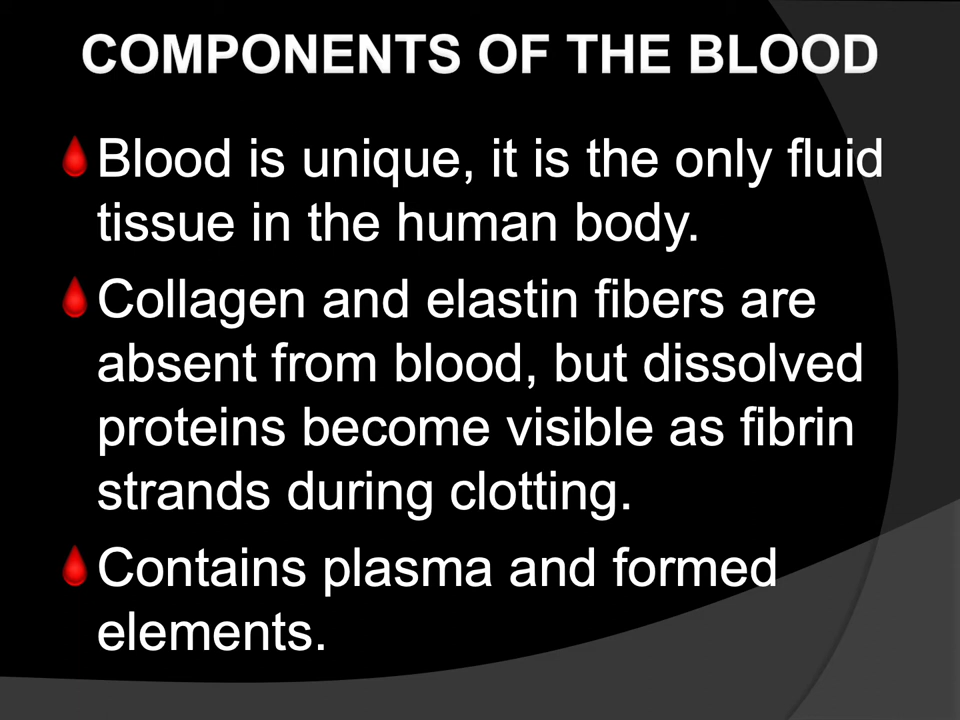 COMPONENTS OF THE BLOOD
Blood is unique, it is the only fluid
tissue in the human body.
Collagen and elastin fibers are
absent from blood, but dissolved
proteins become visible as fibrin
strands during clotting.
Contains plasma and formed
elements.